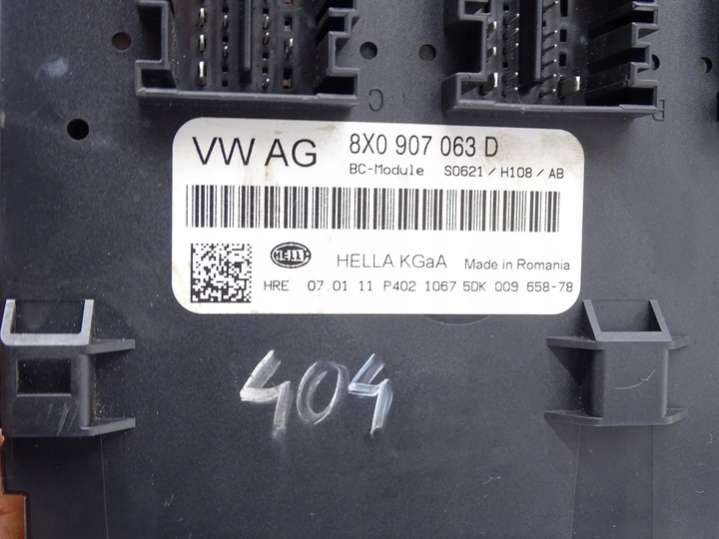 C
VW AG 8X0 907 063 D
BC-Module S0621 / H108 / AB
HELLA HELLA KGaA Made in Romania
HRE 07.01 11 P402 1067 5DK 009 658-78
404